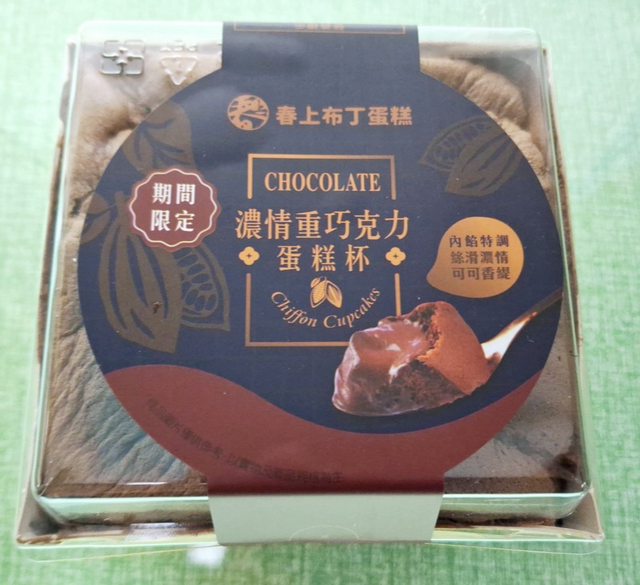 春上布丁蛋糕
CHOCOLATE
期間
限定
濃情重巧克力
蛋糕杯
Chiffon Cupcakes
內餡特調
絲滑濃情
可可香緹